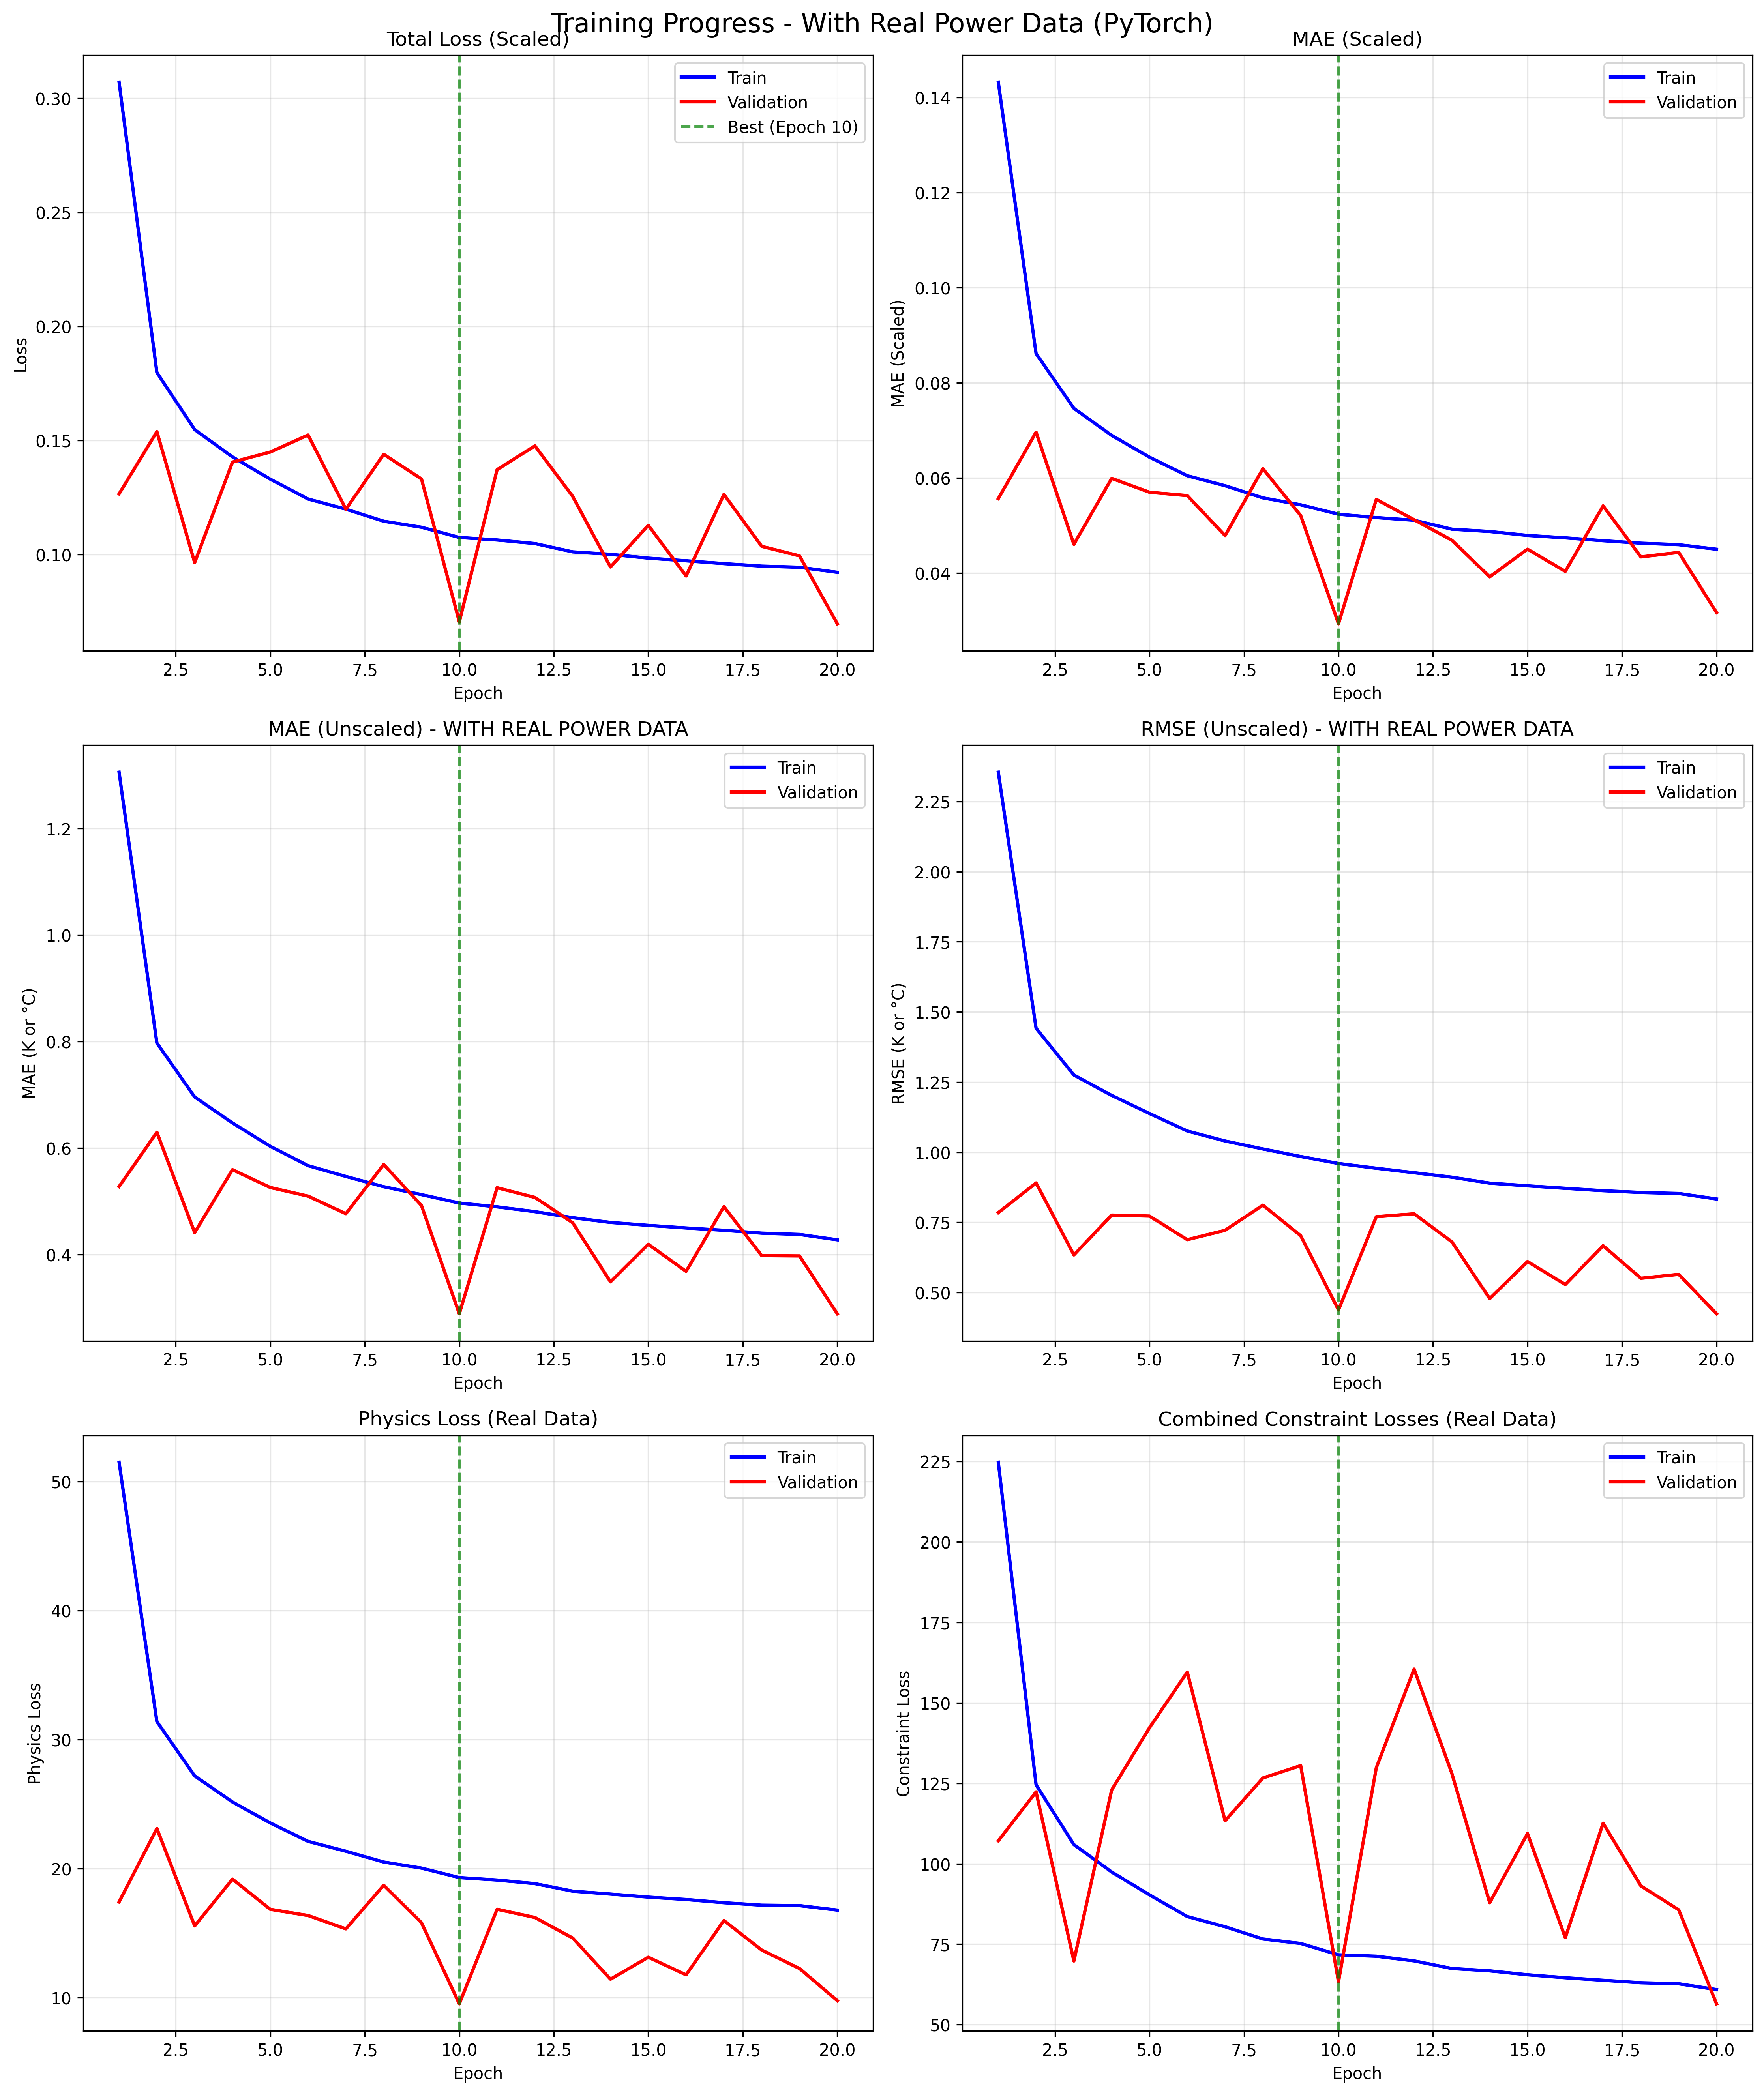 Training Progress - With Real Power Data (PyTorch)
Total Loss (Scaled)
Loss
0.30
0.25
0.20
0.15
0.10
Train
Validation
Best (Epoch 10)
2.5 5.0 7.5 10.0 12.5 15.0 17.5 20.0
Epoch
MAE (Scaled)
MAE (Scaled)
0.14
0.12
0.10
0.08
0.06
0.04
Train
Validation
2.5 5.0 7.5 10.0 12.5 15.0 17.5 20.0
Epoch
MAE (Unscaled) - WITH REAL POWER DATA
MAE (K or °C)
1.2
1.0
0.8
0.6
0.4
Train
Validation
2.5 5.0 7.5 10.0 12.5 15.0 17.5 20.0
Epoch
RMSE (Unscaled) - WITH REAL POWER DATA
RMSE (K or °C)
2.25
2.00
1.75
1.50
1.25
1.00
0.75
0.50
Train
Validation
2.5 5.0 7.5 10.0 12.5 15.0 17.5 20.0
Epoch
Physics Loss (Real Data)
Physics Loss
50
40
30
20
10
Train
Validation
2.5 5.0 7.5 10.0 12.5 15.0 17.5 20.0
Epoch
Combined Constraint Losses (Real Data)
Constraint Loss
225
200
175
150
125
100
75
50
Train
Validation
2.5 5.0 7.5 10.0 12.5 15.0 17.5 20.0
Epoch